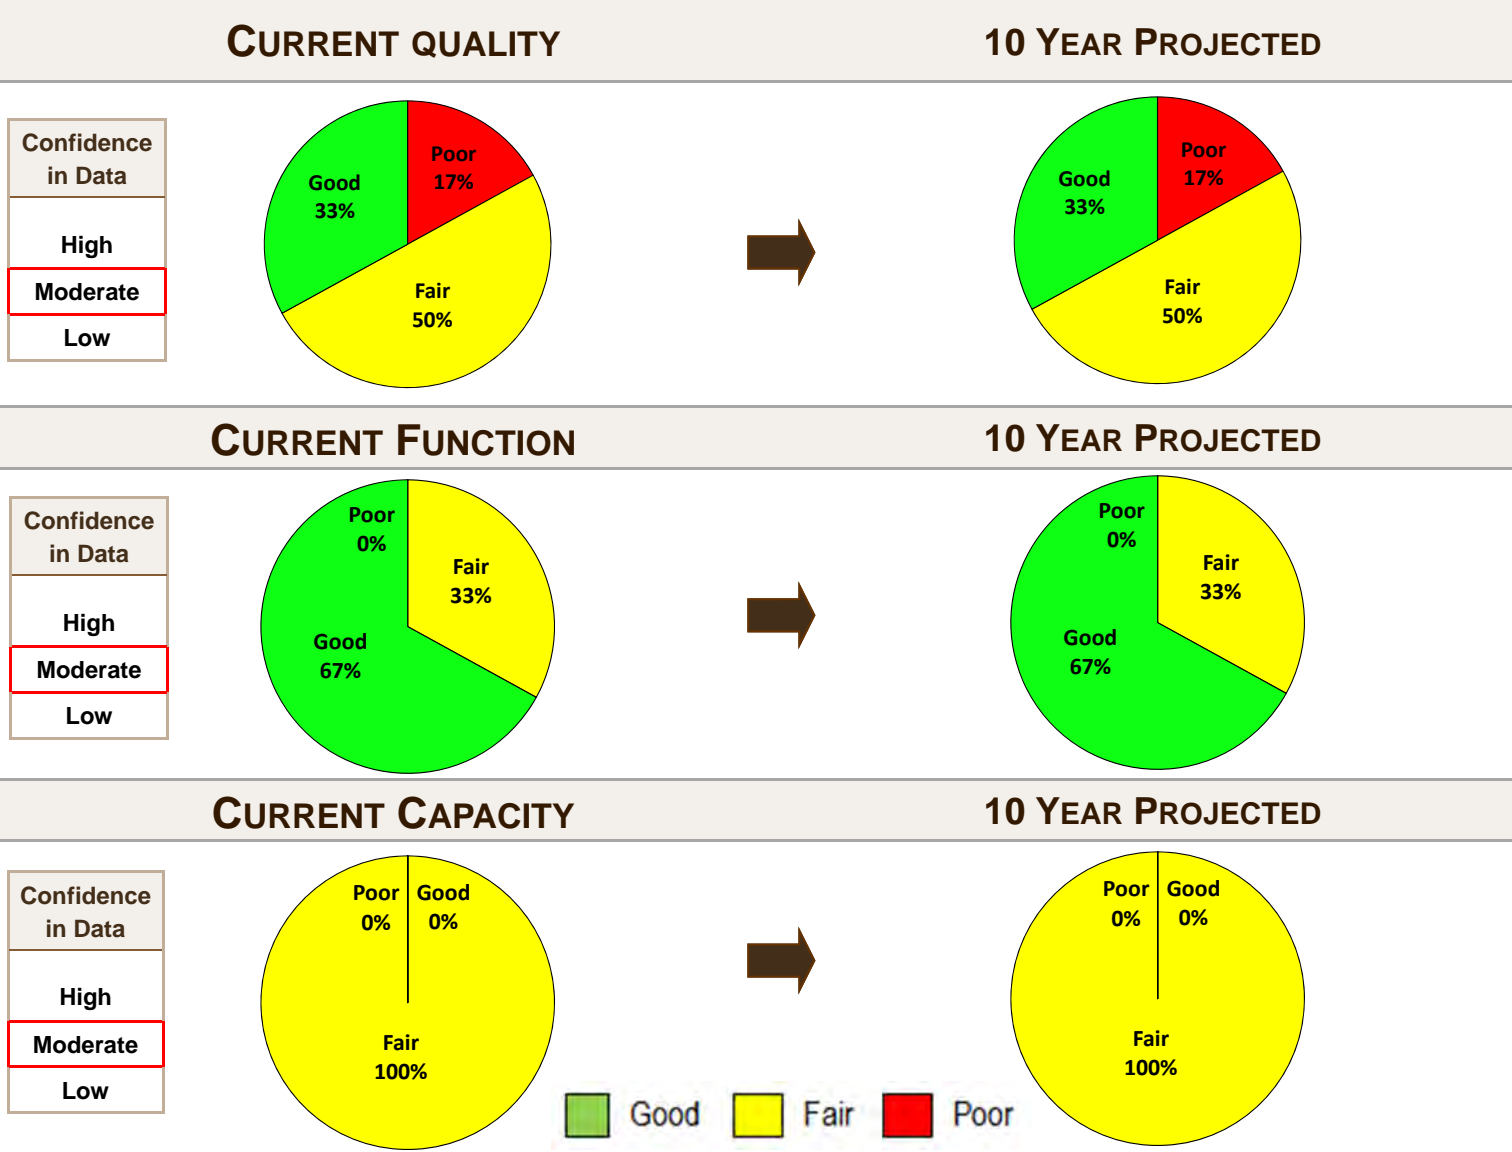 CURRENT QUALITY
10 YEAR PROJECTED
Confidence
in Data
High
Moderate
Low
Good
33%
Poor
17%
Fair
50%
Good
33%
Poor
17%
Fair
50%
CURRENT FUNCTION
10 YEAR PROJECTED
Confidence
in Data
High
Moderate
Low
Poor
0%
Fair
33%
Good
67%
Poor
0%
Fair
33%
Good
67%
CURRENT CAPACITY
10 YEAR PROJECTED
Confidence
in Data
High
Moderate
Low
Poor
0%
Good
0%
Fair
100%
Poor
0%
Good
0%
Fair
100%
Good
Fair
Poor